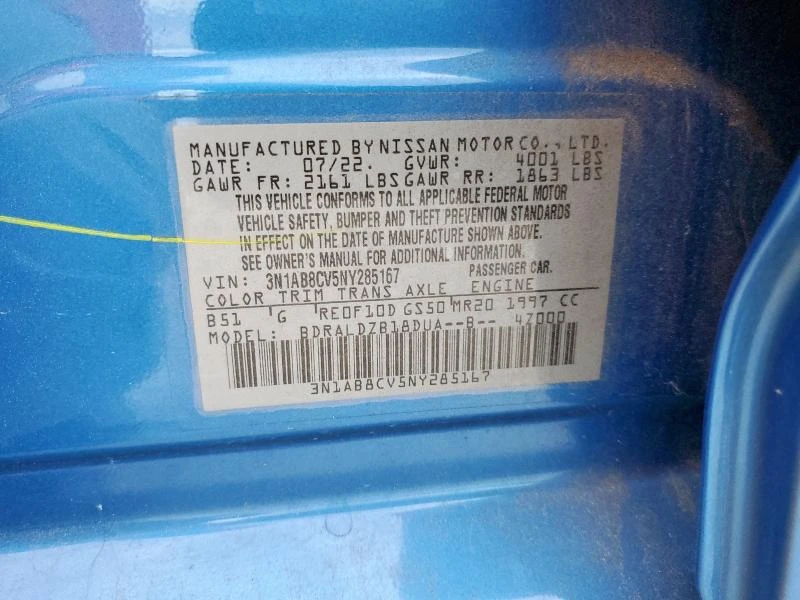 MANUFACTURED BY NISSAN MOTOR CO., LTD.
DATE: 07/22. GVWR: 4001 LBS
GAWR FR: 2161 LBS GAWR RR: 1863 LBS
THIS VEHICLE CONFORMS TO ALL APPLICABLE FEDERAL MOTOR
VEHICLE SAFETY, BUMPER AND THEFT PREVENTION STANDARDS
IN EFFECT ON THE DATE OF MANUFACTURE SHOWN ABOVE.
SEE OWNER'S MANUAL FOR ADDITIONAL INFORMATION.
VIN: 3N1AB8CV5NY285167 PASSENGER CAR.
COLOR TRIM TRANS AXLE ENGINE
B51 G RE0F10D GS50 MR20 1997 CC
MODEL: BDRALDZB18DUA--B-- 4Z000
3N1AB8CV5NY285167